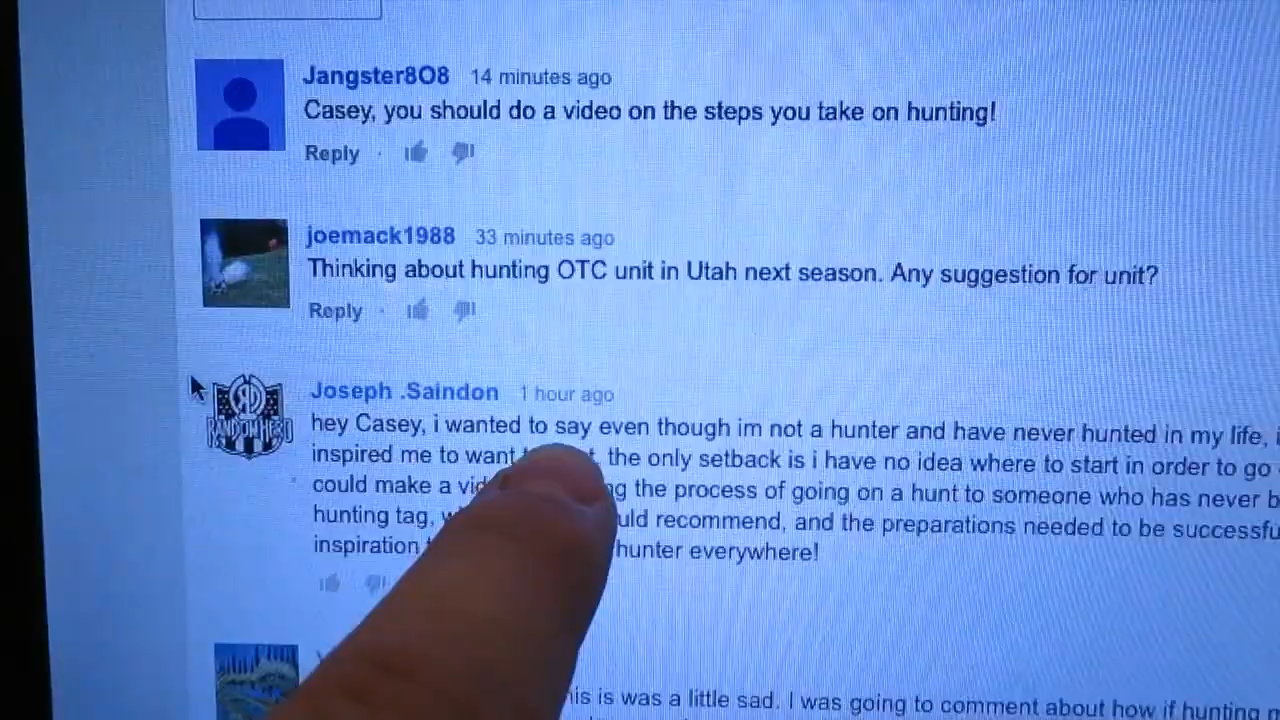 Jangster8O8 14 minutes ago
Casey, you should do a video on the steps you take on hunting!
Reply
joemack1988 33 minutes ago
Thinking about hunting OTC unit in Utah next season. Any suggestion for unit?
Reply
RANDOM HERO
Joseph .Saindon 1 hour ago
hey Casey, i wanted to say even though im not a hunter and have never hunted in my life,
inspired me to want the only setback is i have no idea where to start in order to go
could make a the process of going on a hunt to someone who has never
hunting tag, recommend, and the preparations needed to be
inspiration hunter everywhere!
is was a little sad. I was going to comment about how if hunting